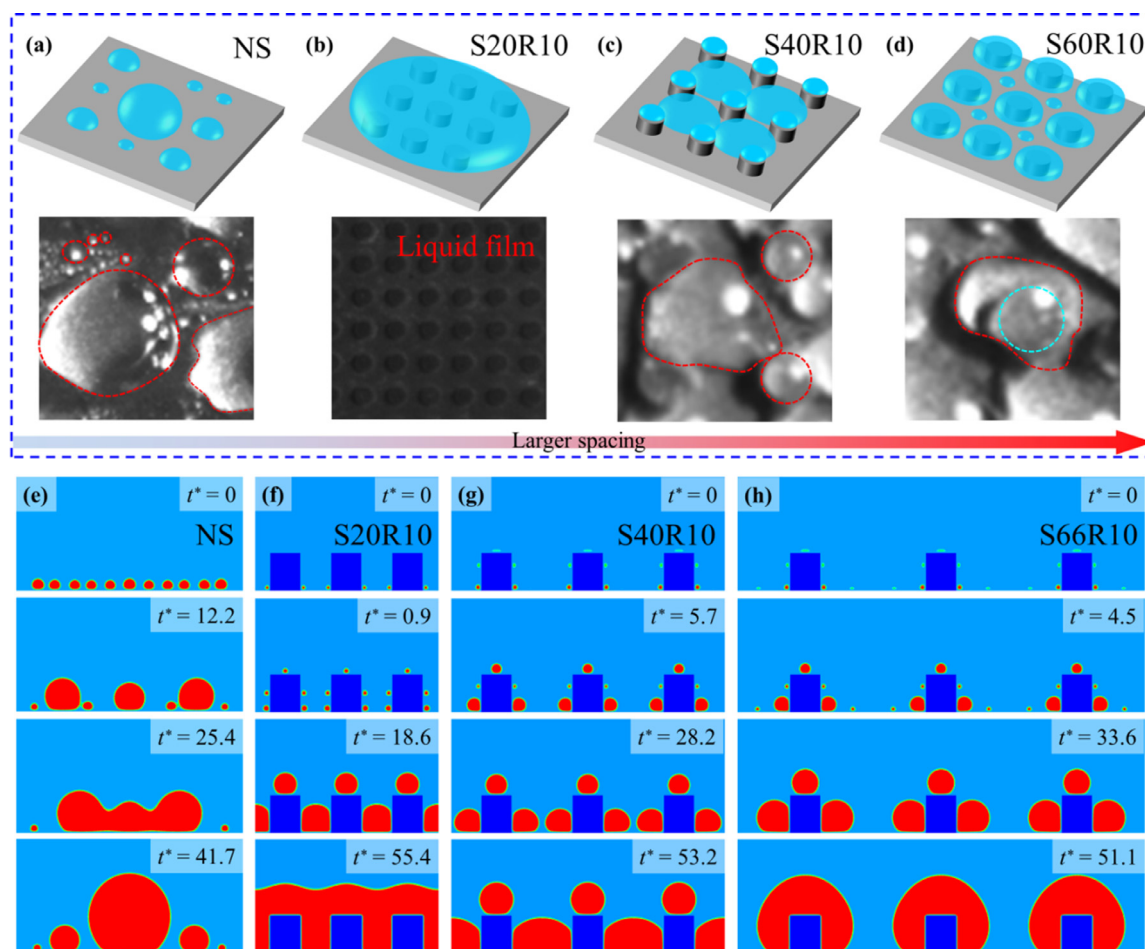 (a) NS (b) S20R10 (c) S40R10 (d) S60R10
Liquid film
Larger spacing
(e) t* = 0 (f) t* = 0 (g) t* = 0 (h) t* = 0
NS S20R10 S40R10 S66R10
t* = 12.2 t* = 0.9 t* = 5.7 t* = 4.5
t* = 25.4 t* = 18.6 t* = 28.2 t* = 33.6
t* = 41.7 t* = 55.4 t* = 53.2 t* = 51.1